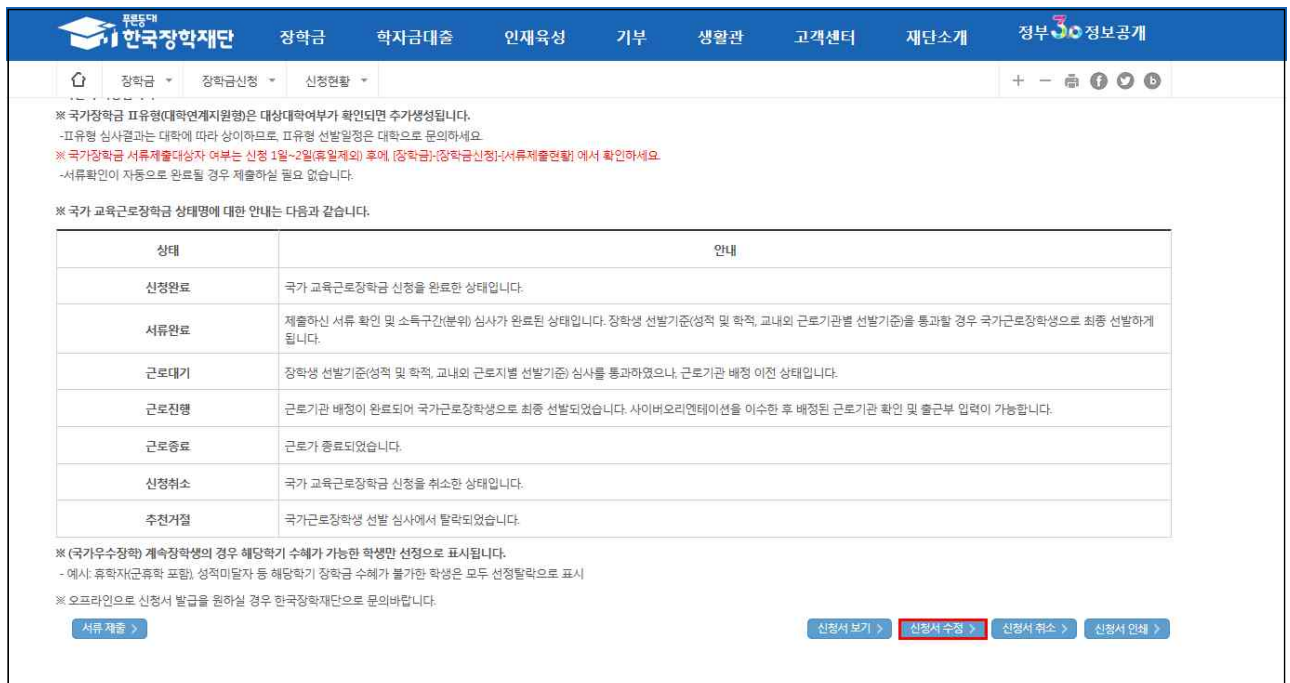 푸른등대
한국장학재단
장학금 학자금대출 인재육성 기부 생활관 고객센터 재단소개 정부3.0 정보공개
장학금 장학금신청 신청현황
※ 국가장학금 II유형(대학연계지원형)은 대상대학여부가 확인되면 추가생성됩니다.
-II유형 심사결과는 대학에 따라 상이하므로, II유형 선발일정은 대학으로 문의하세요.
※ 국가장학금 서류제출대상자 여부는 신청 1일~2일(휴일제외) 후에, [장학금]-[장학금신청]-[서류제출현황] 에서 확인하세요.
-서류확인이 자동으로 완료될 경우 제출하실 필요 없습니다.
※ 국가 교육근로장학금 상태명에 대한 안내는 다음과 같습니다.
상태 안내
신청완료 국가 교육근로장학금 신청을 완료한 상태입니다.
서류완료 제출하신 서류 확인 및 소득구간(분위) 심사가 완료된 상태입니다. 장학생 선발기준(성적 및 학적, 교내외 근로기관별 선발기준)을 통과할 경우 국가근로장학생으로 최종 선발하게
됩니다.
근로대기 장학생 선발기준(성적 및 학적, 교내외 근로지별 선발기준) 심사를 통과하였으나, 근로기관 배정 이전 상태입니다.
근로진행 근로기관 배정이 완료되어 국가근로장학생으로 최종 선발되었습니다. 사이버오리엔테이션을 이수한 후 배정된 근로기관 확인 및 출근부 입력이 가능합니다.
근로종료 근로가 종료되었습니다.
신청취소 국가 교육근로장학금 신청을 취소한 상태입니다.
추천거절 국가근로장학생 선발 심사에서 탈락되었습니다.
※ (국가우수장학) 계속장학생의 경우 해당학기 수혜가 가능한 학생만 선정으로 표시됩니다.
- 예시: 휴학자(군휴학 포함), 성적미달자 등 해당학기 장학금 수혜가 불가한 학생은 모두 선정탈락으로 표시
※ 오프라인으로 신청서 발급을 원하실 경우 한국장학재단으로 문의바랍니다.
서류 제출 > 신청서 보기 > 신청서 수정 > 신청서 취소 > 신청서 인쇄 >